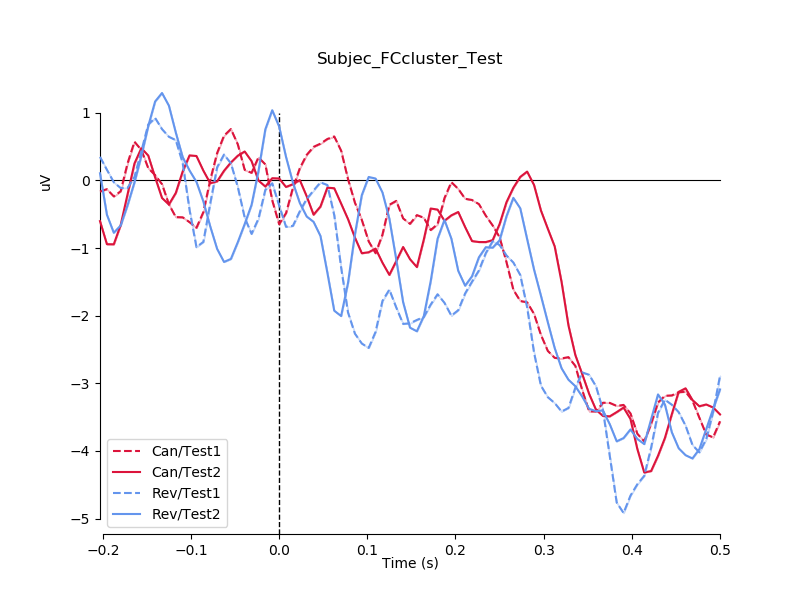 Subjec_FCcluster_Test
uV
1
0
−1
−2
−3
−4
−5
Can/Test1
Can/Test2
Rev/Test1
Rev/Test2
−0.2 −0.1 0.0 0.1 0.2 0.3 0.4 0.5
Time (s)